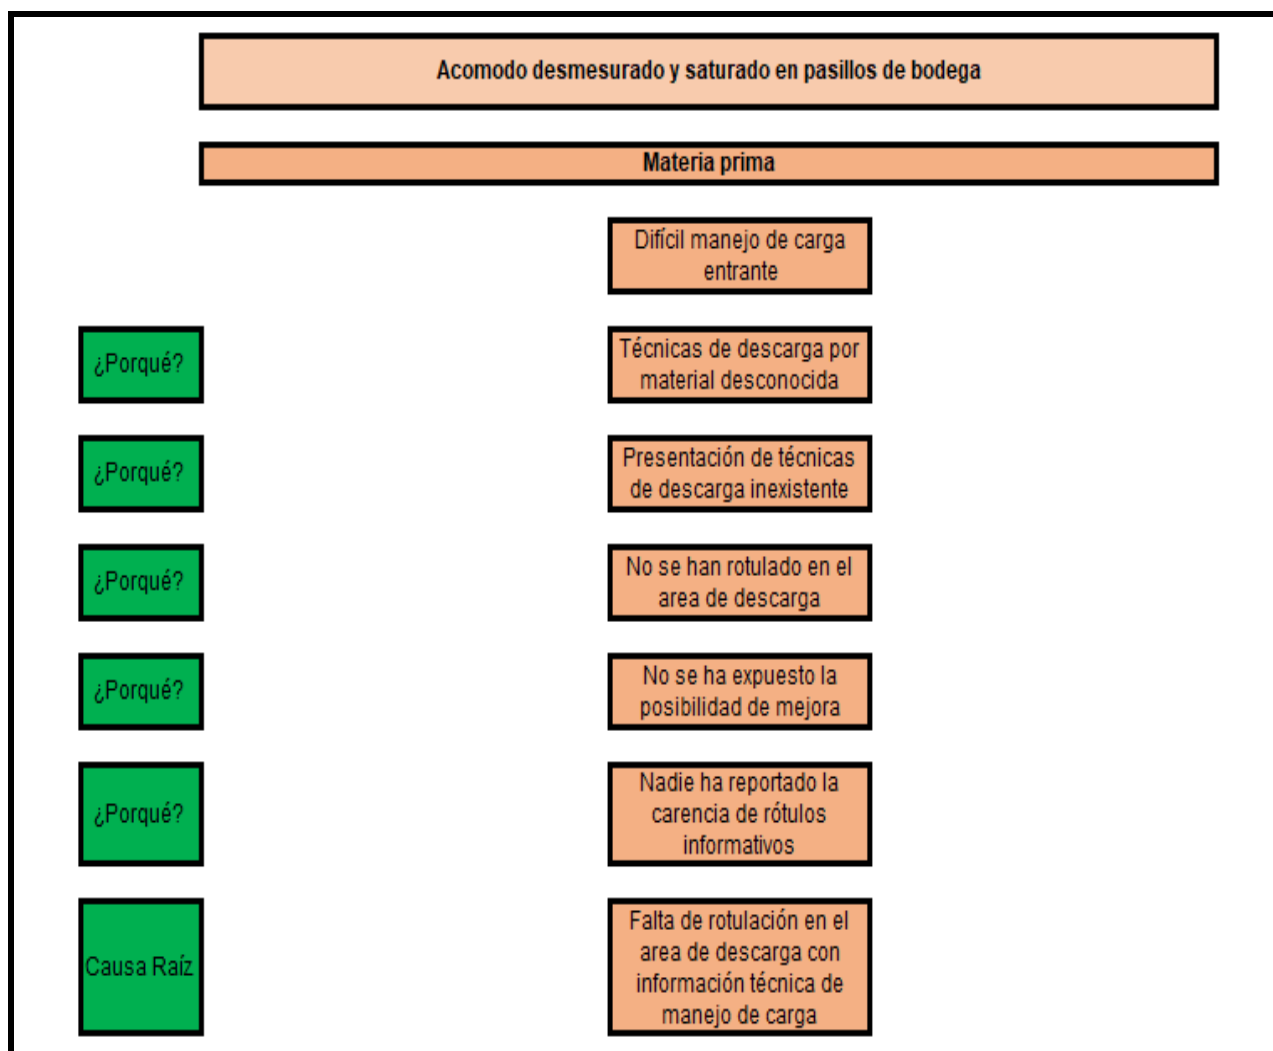 Acomodo desmesurado y saturado en pasillos de bodega
Materia prima
Difícil manejo de carga
entrante
¿Porqué?
Técnicas de descarga por
material desconocida
¿Porqué?
Presentación de técnicas
de descarga inexistente
¿Porqué?
No se han rotulado en el
area de descarga
¿Porqué?
No se ha expuesto la
posibilidad de mejora
¿Porqué?
Nadie ha reportado la
carencia de rótulos
informativos
Causa Raíz
Falta de rotulación en el
area de descarga con
información técnica de
manejo de carga